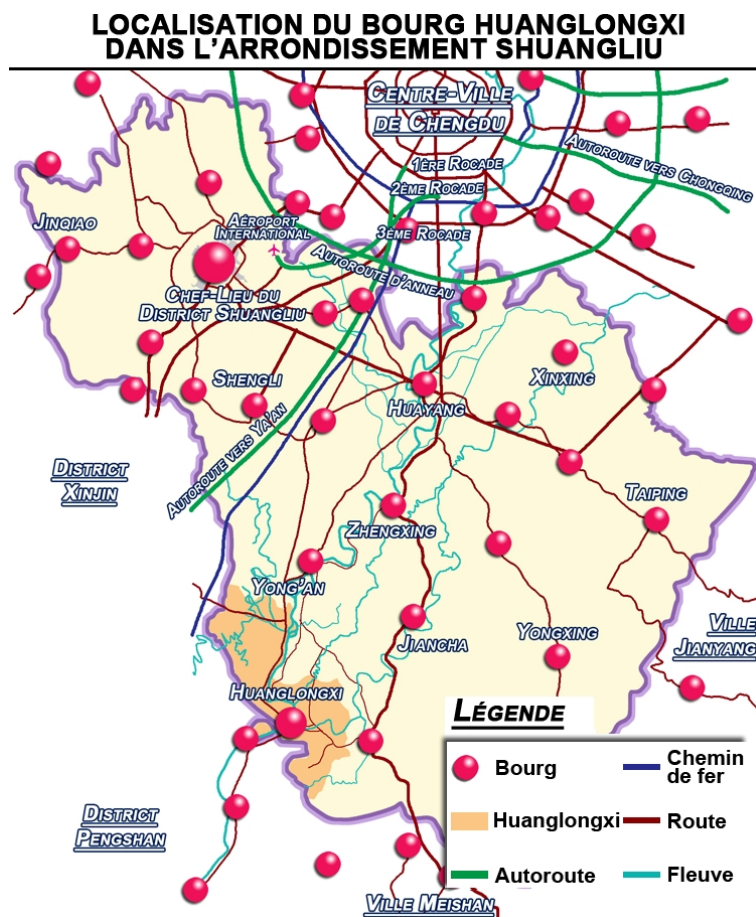 LOCALISATION DU BOURG HUANGLONGXI
DANS L'ARRONDISSEMENT SHUANGLIU
CENTRE-VILLE
DE CHENGDU
AUTOROUTE VERS CHONGQING
1ÈRE ROCADE
2ÈME ROCADE
3ÈME ROCADE
JINQIAO
AÉROPORT
INTERNATIONAL
AUTOROUTE D'ANNEAU
CHEF-LIEU DU
DISTRICT SHUANGLIU
SHENGLI
XINXING
HUAYANG
AUTOROUTE VERS YA'AN
DISTRICT
XINJIN
TAIPING
ZHENGXING
YONG'AN
JIANCHA
YONGXING
VILLE
JIANYANG
HUANGLONGXI
DISTRICT
PENGSHAN
VILLE MEISHAN
LÉGENDE
Bourg
Chemin
de fer
Huanglongxi
Route
Autoroute
Fleuve